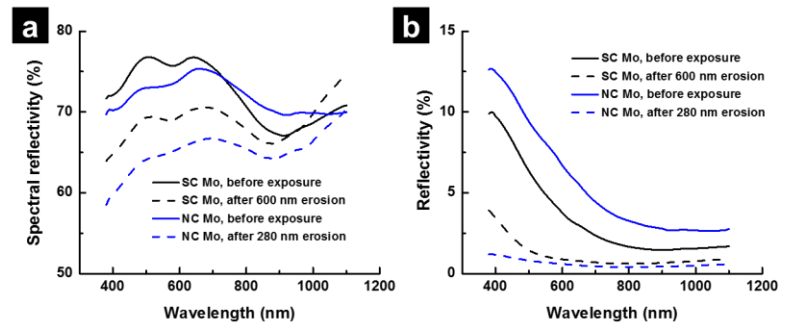 a
80
70
60
50
Spectral reflectivity (%)
SC Mo, before exposure
SC Mo, after 600 nm erosion
NC Mo, before exposure
NC Mo, after 280 nm erosion
400 600 800 1000 1200
Wavelength (nm)
b
15
10
5
0
Reflectivity (%)
SC Mo, before exposure
SC Mo, after 600 nm erosion
NC Mo, before exposure
NC Mo, after 280 nm erosion
400 600 800 1000 1200
Wavelength (nm)